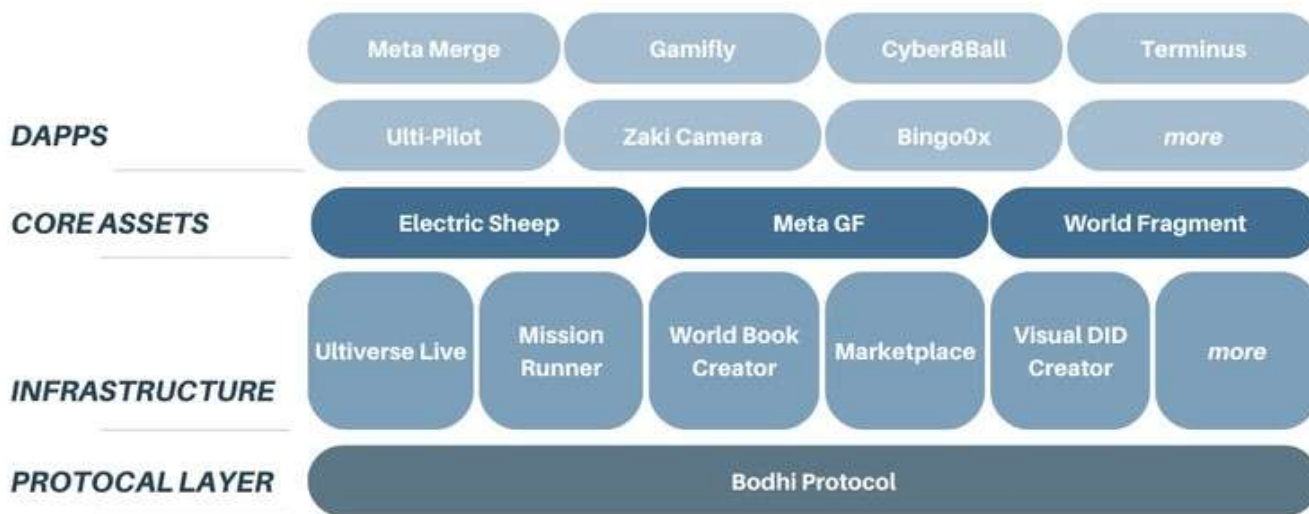 Meta Merge Gamifly Cyber8Ball Terminus
DAPPS
Ulti-Pilot Zaki Camera Bingo0x more
CORE ASSETS
Electric Sheep Meta GF World Fragment
INFRASTRUCTURE
Ultiverse Live
Mission
Runner
World Book
Creator
Marketplace
Visual DID
Creator
more
PROTOCAL LAYER
Bodhi Protocol